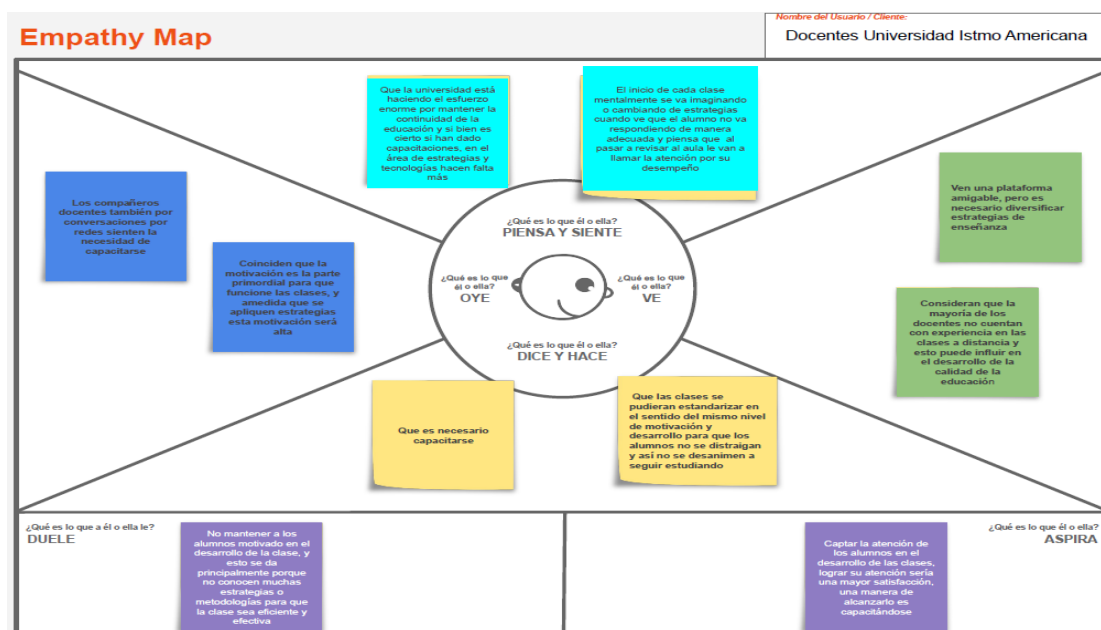 Empathy Map
Nombre del Usuario / Cliente:
Docentes Universidad Istmo Americana
Que la universidad está
haciendo el esfuerzo
enorme por mantener la
continuidad de la
educación y si bien es
cierto si han dado
capacitaciones, en el
área de estrategias y
tecnologías hacen falta
más
El inicio de cada clase
mentalmente se va imaginando
o cambiando de estrategias
cuando ve que el alumno no va
respondiendo de manera
adecuada y piensa que al
pasar a revisar al aula le van a
llamar la atención por su
desempeño
Los compañeros
docentes también por
conversaciones por
redes sienten la
necesidad de
capacitarse
Coinciden que la
motivación es la parte
primordial para que
funcione las clases, y
amedida que se
apliquen estrategias
esta motivación será
alta
¿Qué es lo que él o ella?
PIENSA Y SIENTE
¿Qué es lo que
él o ella?
OYE
¿Qué es lo que
él o ella?
VE
¿Qué es lo que él o ella?
DICE Y HACE
Ven una plataforma
amigable, pero es
necesario diversificar
estrategias de
enseñanza
Consideran que la
mayoría de los
docentes no cuentan
con experiencia en las
clases a distancia y
esto puede influir en
el desarrollo de la
calidad de la
educación
Que es necesario
capacitarse
Que las clases se
pudieran estandarizar en
el sentido del mismo nivel
de motivación y
desarrollo para que los
alumnos no se distraigan
y así no se desanimen a
seguir estudiando
¿Qué es lo que a él o ella le?
DUELE
No mantener a los
alumnos motivado en el
desarrollo de la clase, y
esto se da
principalmente porque
no conocen muchas
estrategias o
metodologías para que
la clase sea eficiente y
efectiva
¿Qué es lo que él o ella?
ASPIRA
Captar la atención de
los alumnos en el
desarrollo de las clases,
lograr su atención sería
una mayor satisfacción,
una manera de
alcanzarlo es
capacitándose